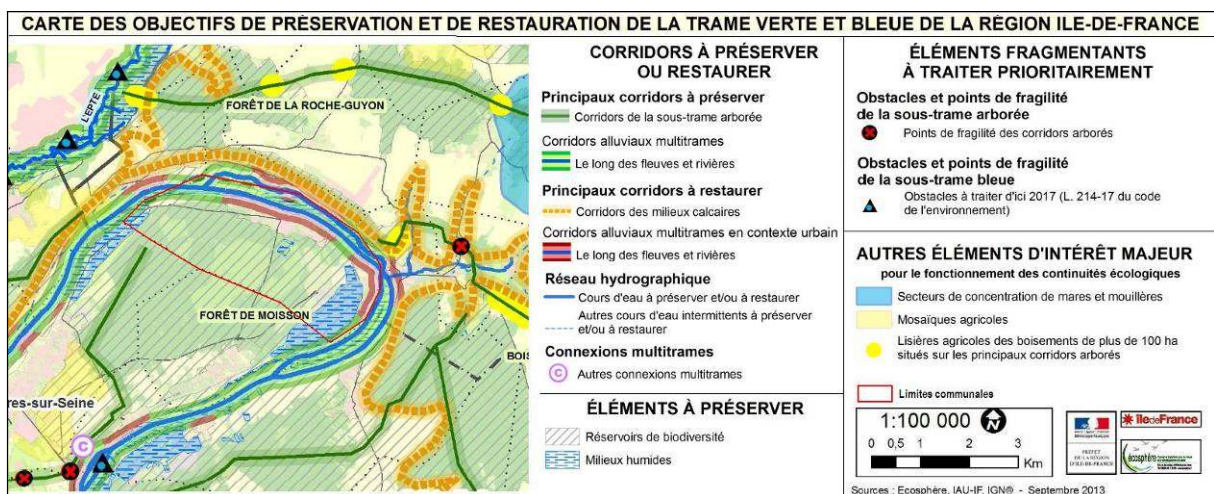 CARTE DES OBJECTIFS DE PRÉSERVATION ET DE RESTAURATION DE LA TRAME VERTE ET BLEUE DE LA RÉGION ILE-DE-FRANCE
L'EPTE
FORÊT DE LA ROCHE-GUYON
FORÊT DE MOISSON
BOIS
res-sur-Seine
C
CORRIDORS À PRÉSERVER
OU RESTAURER
Principaux corridors à préserver
Corridors de la sous-trame arborée
Corridors alluviaux multitrames
Le long des fleuves et rivières
Principaux corridors à restaurer
Corridors des milieux calcaires
Corridors alluviaux multitrames en contexte urbain
Le long des fleuves et rivières
Réseau hydrographique
Cours d'eau à préserver et/ou à restaurer
Autres cours d'eau intermittents à préserver
et/ou à restaurer
Connexions multitrames
C
Autres connexions multitrames
ÉLÉMENTS À PRÉSERVER
Réservoirs de biodiversité
Milieux humides
ÉLÉMENTS FRAGMENTANTS
À TRAITER PRIORITAIREMENT
Obstacles et points de fragilité
de la sous-trame arborée
Points de fragilité des corridors arborés
Obstacles et points de fragilité
de la sous-trame bleue
Obstacles à traiter d'ici 2017 (L. 214-17 du code
de l'environnement)
AUTRES ÉLÉMENTS D'INTÉRÊT MAJEUR
pour le fonctionnement des continuités écologiques
Secteurs de concentration de mares et mouillères
Mosaïques agricoles
Lisières agricoles des boisements de plus de 100 ha
situés sur les principaux corridors arborés
Limites communales
1:100 000
N
0 0,5 1 2 3
Km
PRÉFET
DE LA RÉGION
D'ILE-DE-FRANCE
îledeFrance
écosphère
Sources : Ecosphère, IAU-IF, IGN® - Septembre 2013